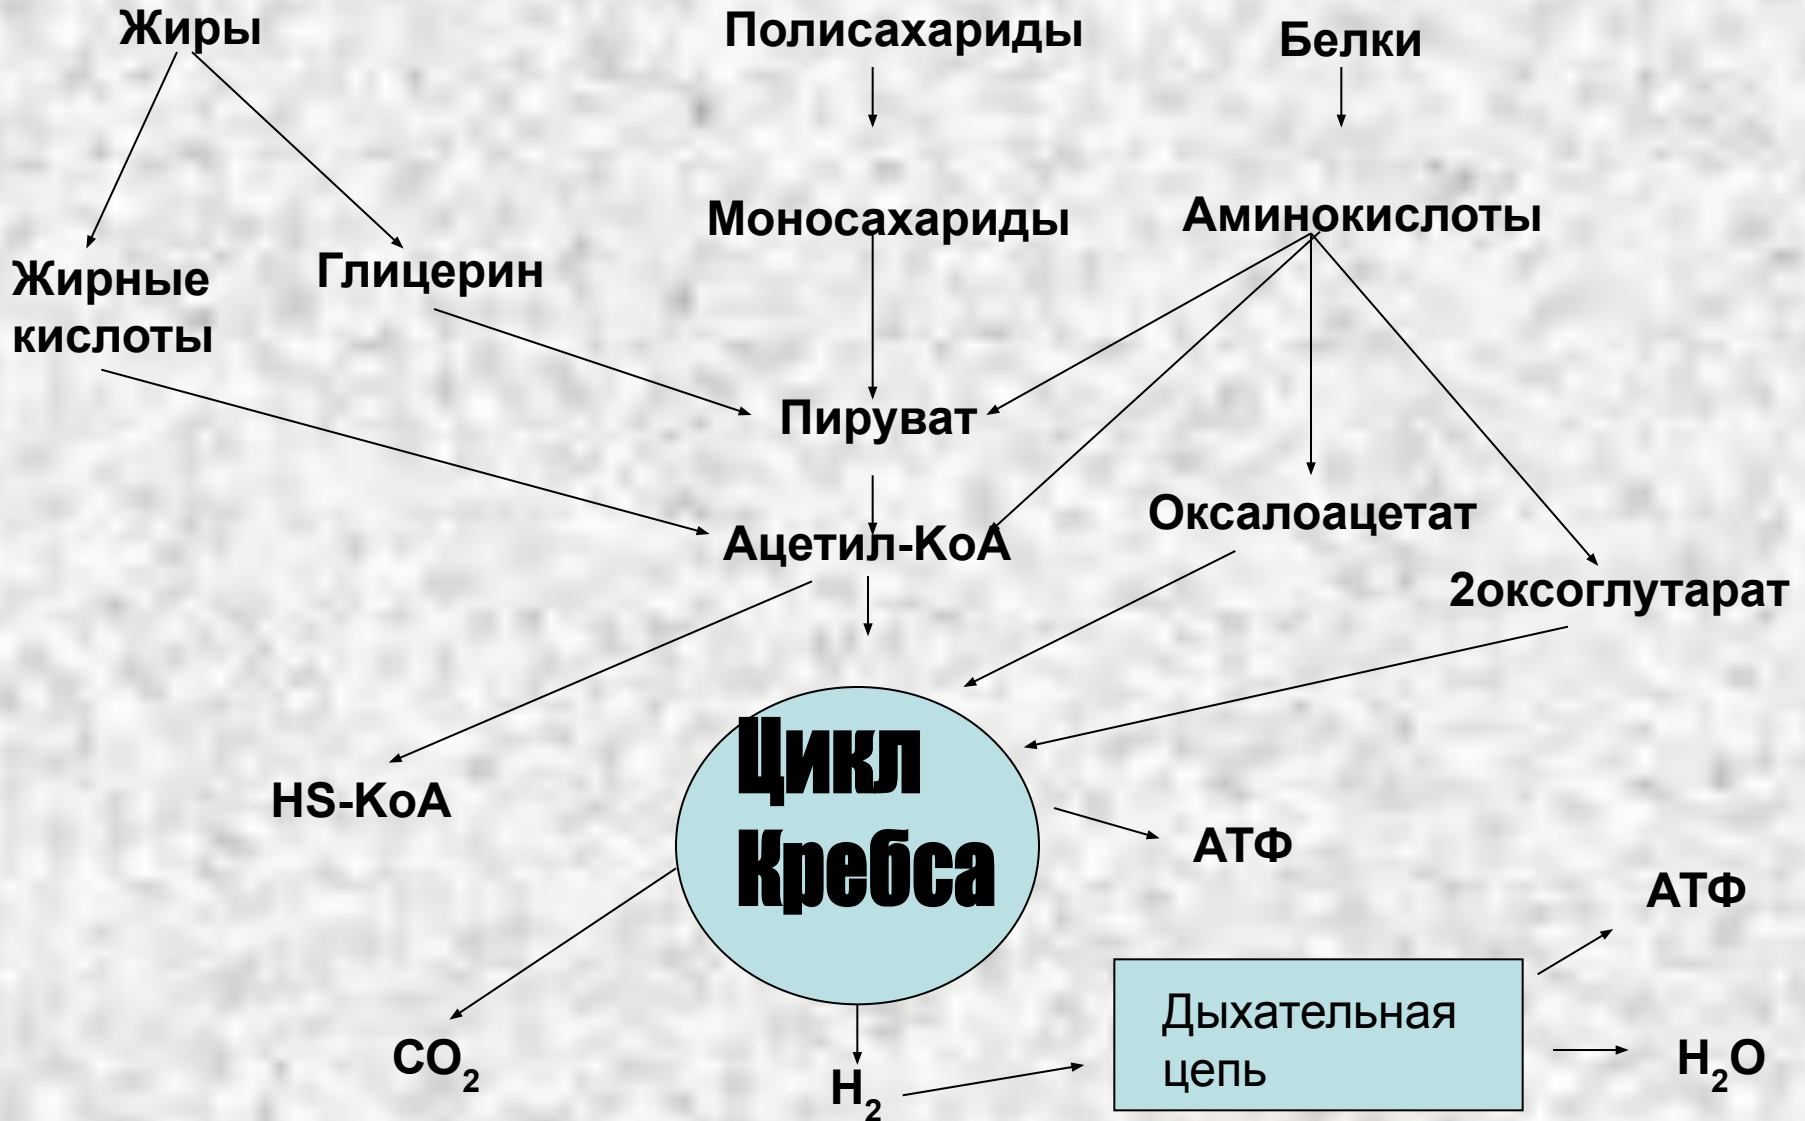 Жиры
Полисахариды
Белки
Моносахариды
Аминокислоты
Жирные
кислоты
Глицерин
Пируват
Оксалоацетат
Ацетил-КоА
2оксоглутарат
Цикл
Кребса
HS-КоА
АТФ
АТФ
Дыхательная
цепь
CO₂
H₂
H₂O